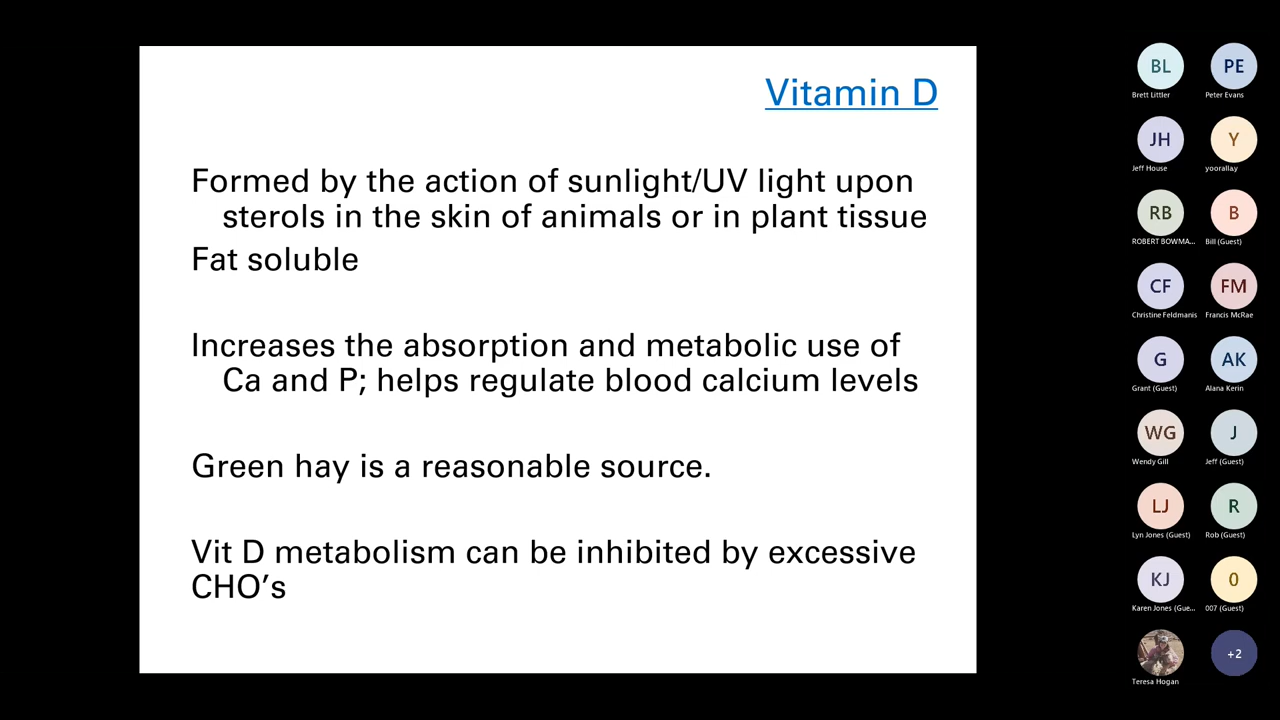 Vitamin D
Formed by the action of sunlight/UV light upon
sterols in the skin of animals or in plant tissue
Fat soluble
Increases the absorption and metabolic use of
Ca and P; helps regulate blood calcium levels
Green hay is a reasonable source.
Vit D metabolism can be inhibited by excessive
CHO's
BL
PE
Brett Littler
Peter Evans
JH
Y
Jeff House
yoorallay
RB
B
ROBERT BOWMA...
Bill (Guest)
CF
FM
Christine Feldmanis
Francis McRae
G
AK
Grant (Guest)
Alana Kerin
WG
J
Wendy Gill
Jeff (Guest)
LJ
R
Lyn Jones (Guest)
Rob (Guest)
KJ
0
Karen Jones (Gue...
007 (Guest)
+2
Teresa Hogan